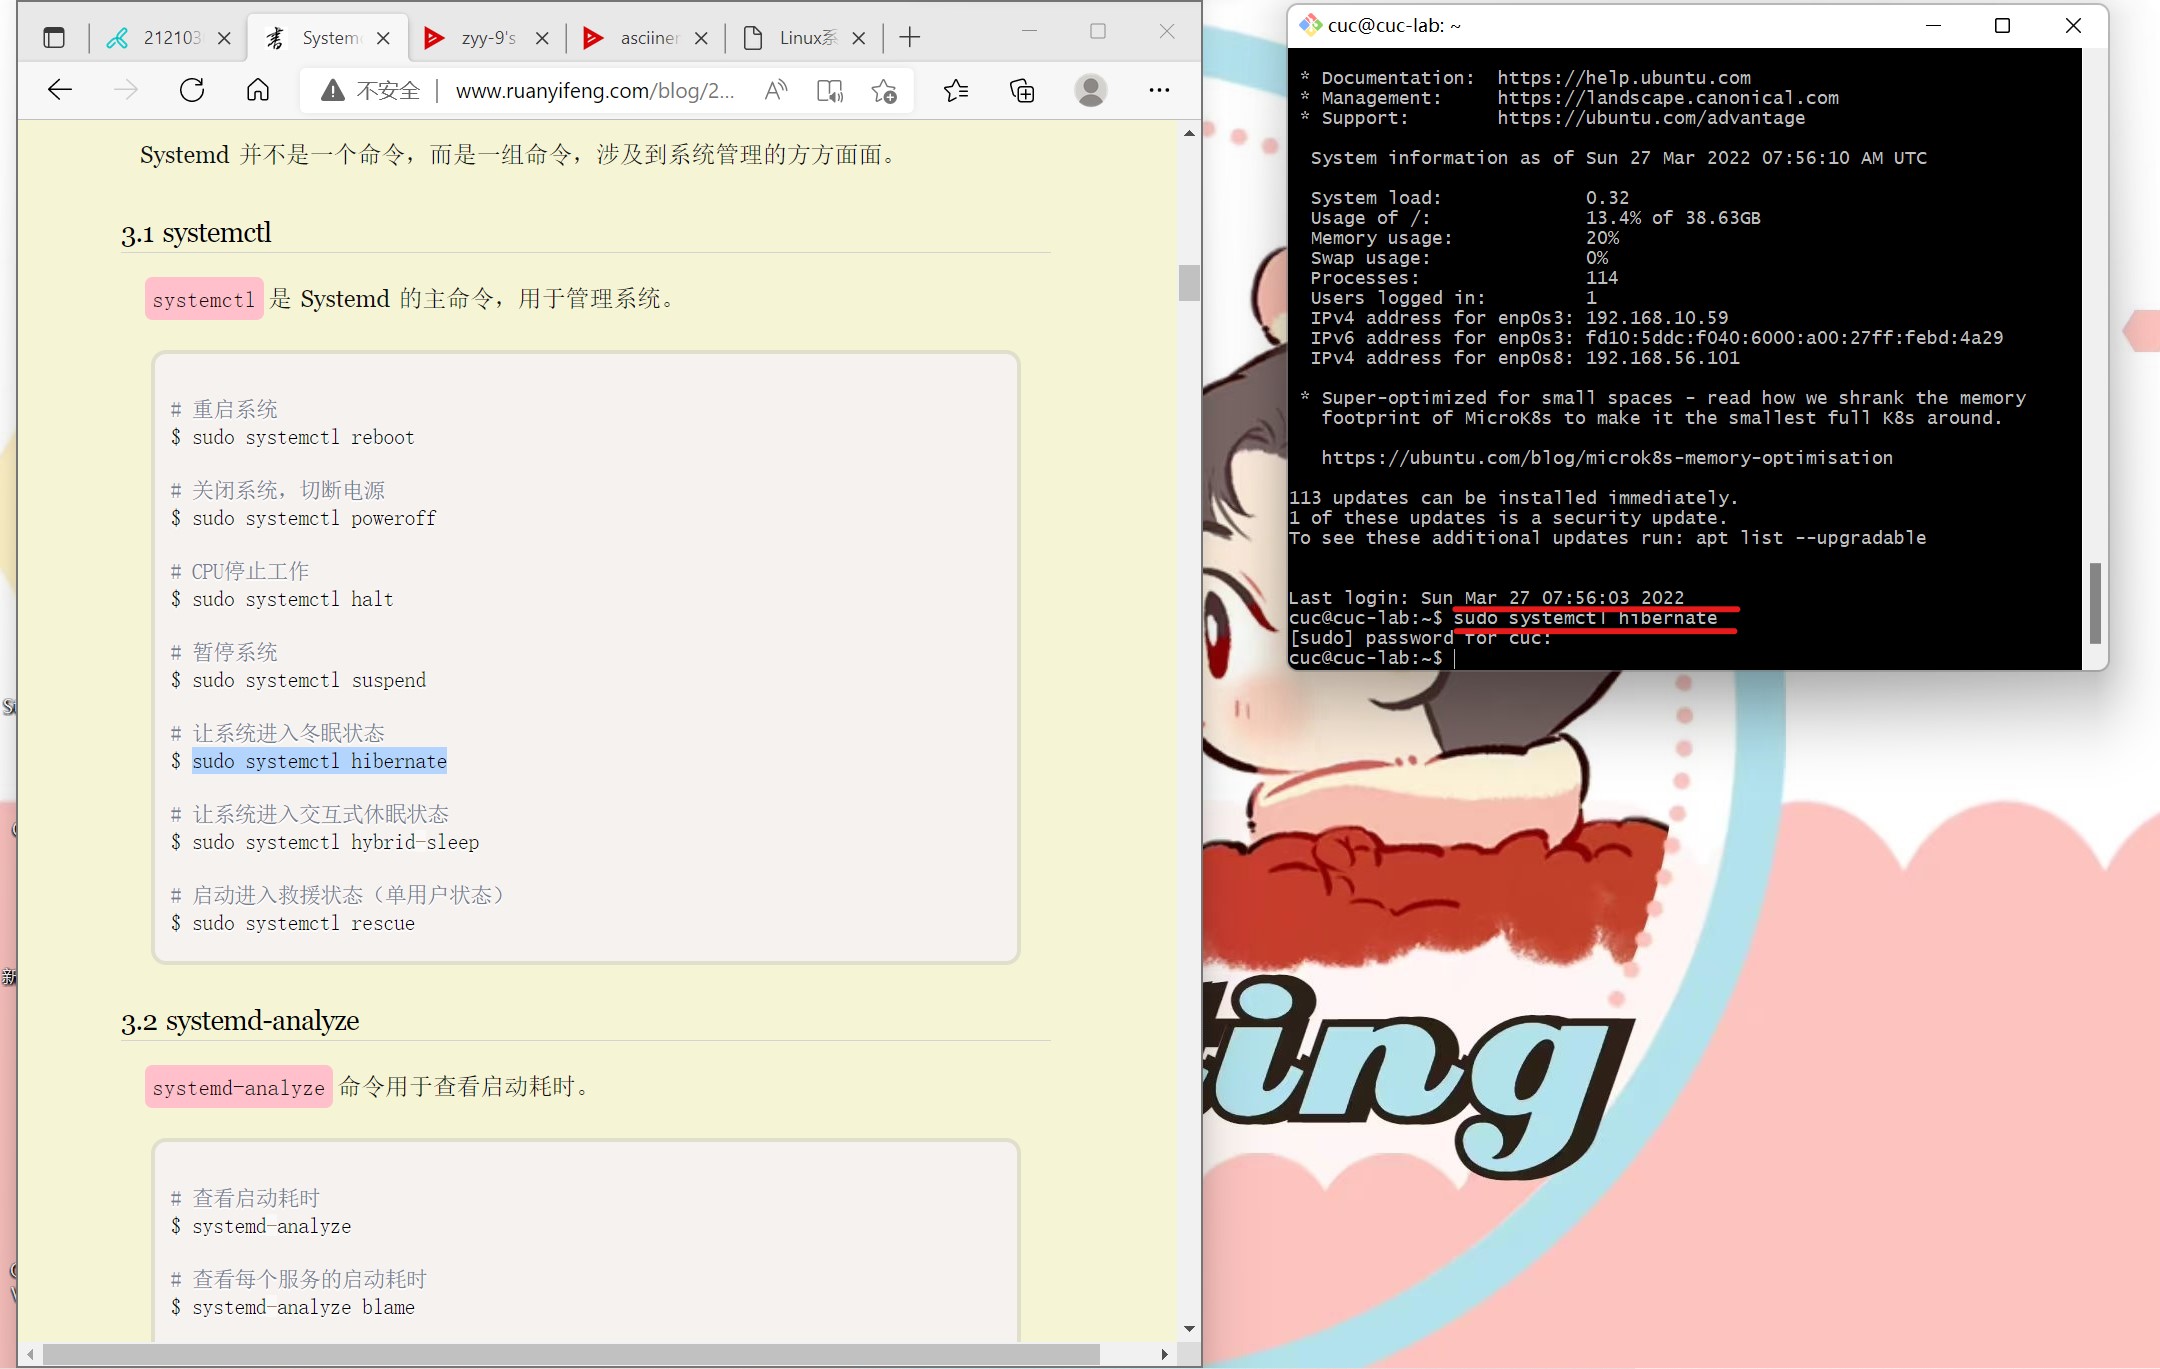 212103
System
zyy-9's
asciiner
Linux系
不安全
www.ruanyifeng.com/blog/2...
Systemd 并不是一个命令，而是一组命令，涉及到系统管理的方方面面。
3.1 systemctl
systemctl 是 Systemd 的主命令，用于管理系统。
# 重启系统
$ sudo systemctl reboot
# 关闭系统，切断电源
$ sudo systemctl poweroff
# CPU停止工作
$ sudo systemctl halt
# 暂停系统
$ sudo systemctl suspend
# 让系统进入冬眠状态
$ sudo systemctl hibernate
# 让系统进入交互式休眠状态
$ sudo systemctl hybrid-sleep
# 启动进入救援状态（单用户状态）
$ sudo systemctl rescue
3.2 systemd-analyze
systemd-analyze 命令用于查看启动耗时。
# 查看启动耗时
$ systemd-analyze
# 查看每个服务的启动耗时
$ systemd-analyze blame
cuc@cuc-lab: ~
* Documentation:  https://help.ubuntu.com
* Management:     https://landscape.canonical.com
* Support:        https://ubuntu.com/advantage
System information as of Sun 27 Mar 2022 07:56:10 AM UTC
System load:             0.32
Usage of /:              13.4% of 38.63GB
Memory usage:            20%
Swap usage:              0%
Processes:               114
Users logged in:         1
IPv4 address for enp0s3: 192.168.10.59
IPv6 address for enp0s3: fd10:5ddc:f040:6000:a00:27ff:febd:4a29
IPv4 address for enp0s8: 192.168.56.101
* Super-optimized for small spaces - read how we shrank the memory
footprint of MicroK8s to make it the smallest full K8s around.
https://ubuntu.com/blog/microk8s-memory-optimisation
113 updates can be installed immediately.
1 of these updates is a security update.
To see these additional updates run: apt list --upgradable
Last login: Sun Mar 27 07:56:03 2022
cuc@cuc-lab:~$ sudo systemctl hibernate
[sudo] password for cuc:
cuc@cuc-lab:~$
ting
新